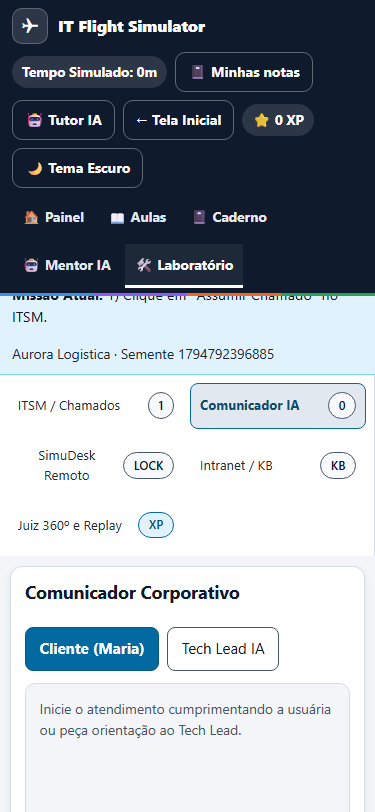 IT Flight Simulator
Tempo Simulado: 0m
Minhas notas
Tutor IA
← Tela Inicial
0 XP
Tema Escuro
Painel
Aulas
Caderno
Mentor IA
Laboratório
Missão Atual: 1) Clique em "Assumir Chamado" no
ITSM.
Aurora Logistica · Semente 1794792396885
ITSM / Chamados 1
Comunicador IA 0
SimuDesk
Remoto
LOCK
Intranet / KB KB
Juiz 360º e Replay XP
Comunicador Corporativo
Cliente (Maria)
Tech Lead IA
Inicie o atendimento cumprimentando a usuária
ou peça orientação ao Tech Lead.